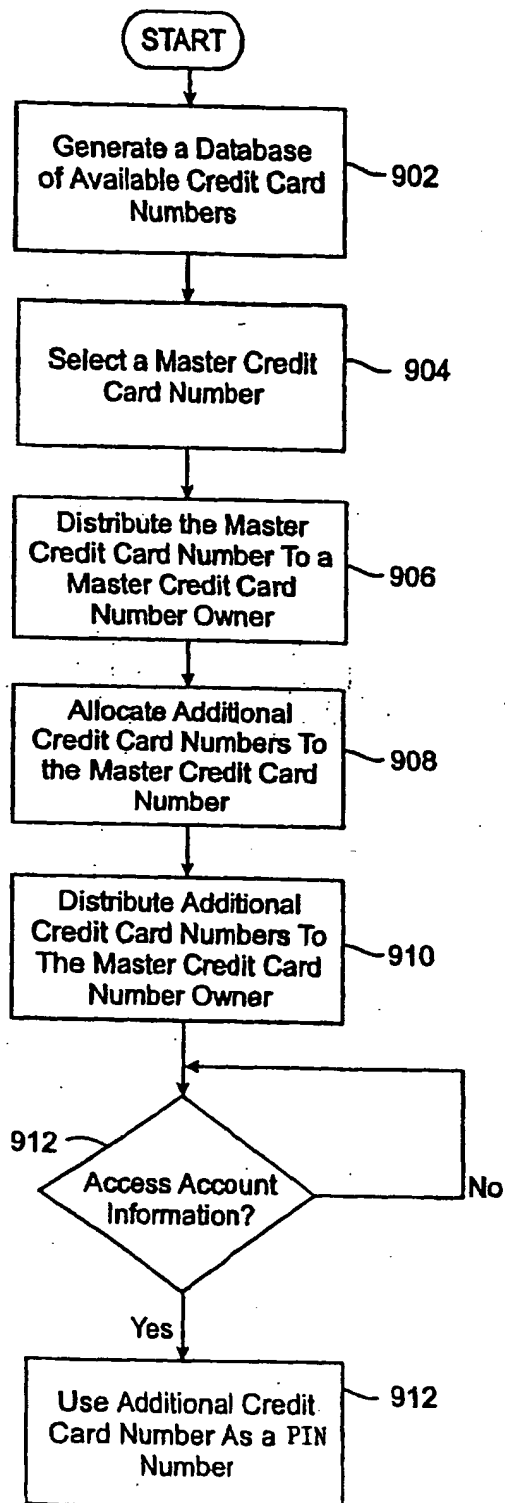 START
Generate a Database
of Available Credit Card
Numbers
902
Select a Master Credit
Card Number
904
Distribute the Master
Credit Card Number To a
Master Credit Card
Number Owner
906
Allocate Additional
Credit Card Numbers To
the Master Credit Card
Number
908
Distribute Additional
Credit Card Numbers To
The Master Credit Card
Number Owner
910
912
Access Account
Information?
No
Yes
Use Additional Credit
Card Number As a PIN
Number
912